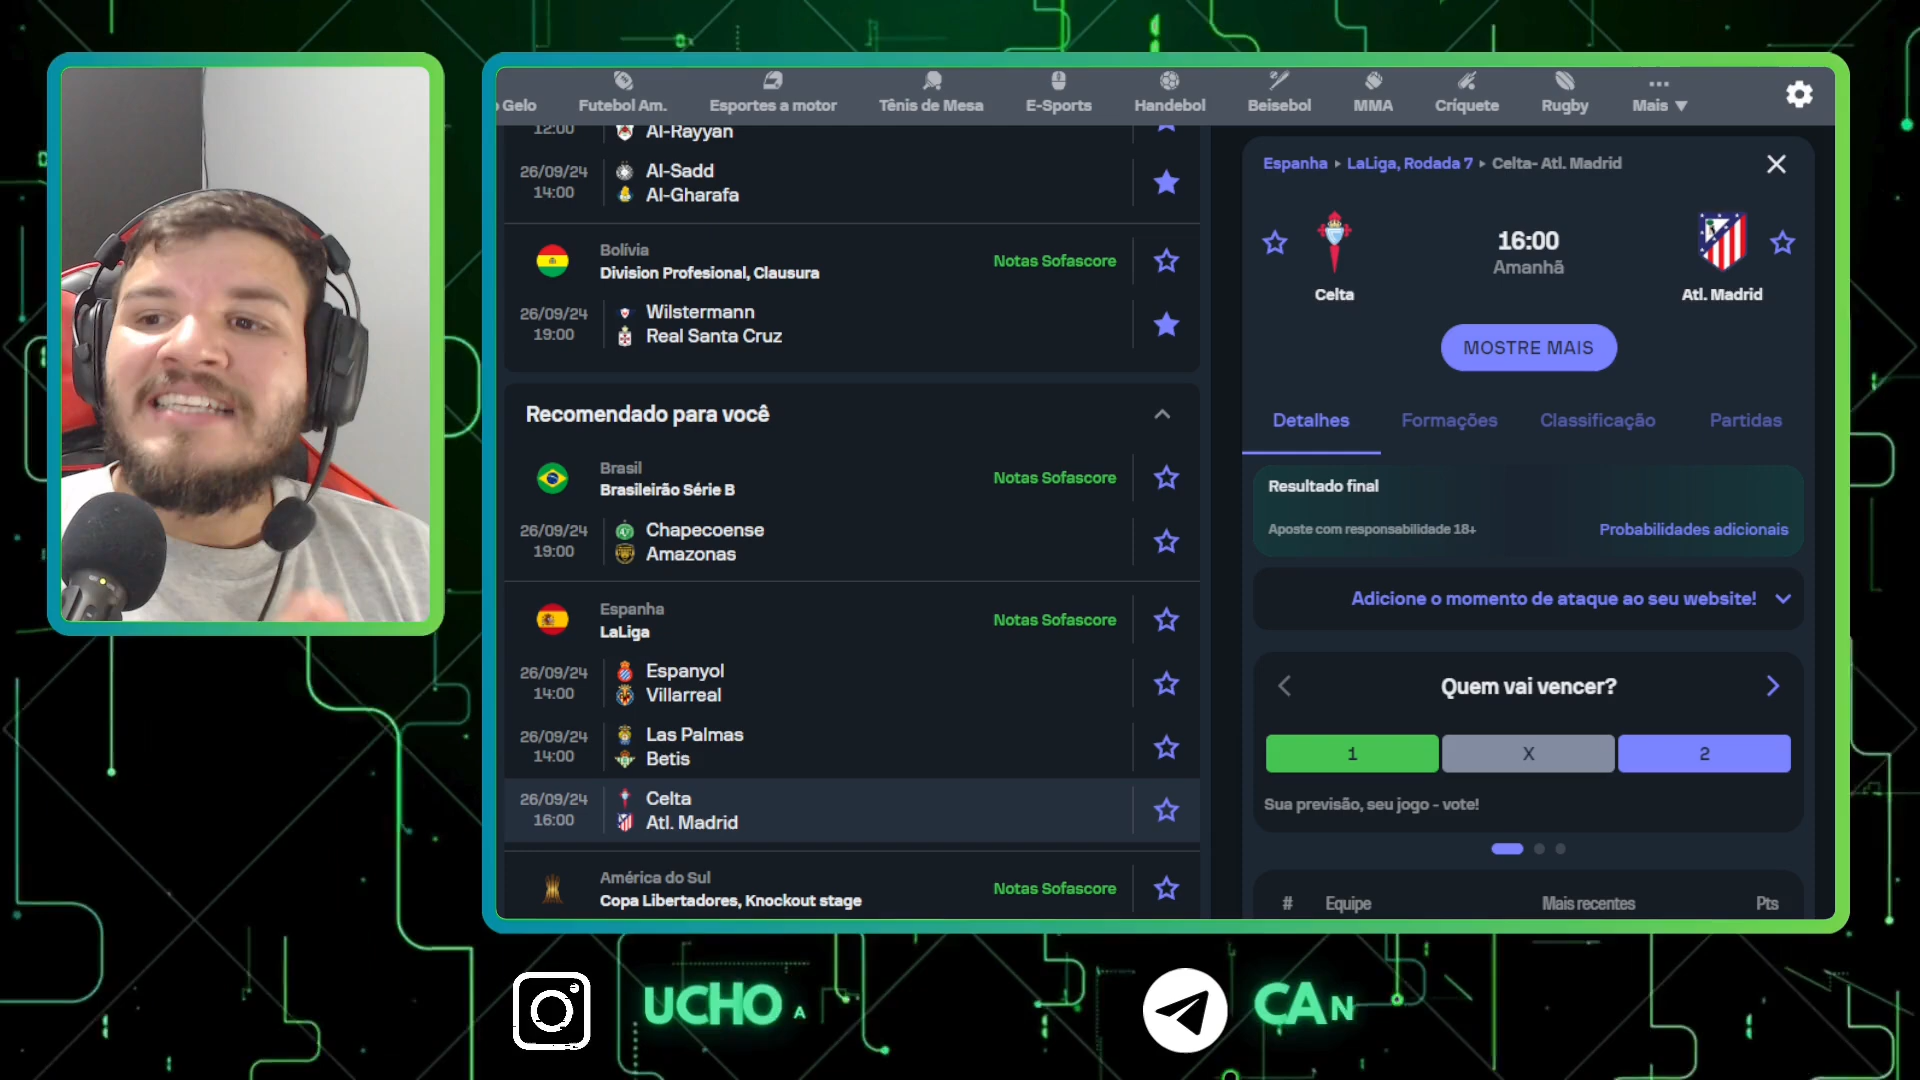 o Gelo
Futebol Am.
Esportes a motor
Tênis de Mesa
E-Sports
Handebol
Beisebol
MMA
Críquete
Rugby
Mais ▼
12:00
Al-Rayyan
26/09/24
14:00
Al-Sadd
Al-Gharafa
Bolívia
Division Profesional, Clausura
Notas Sofascore
26/09/24
19:00
Wilstermann
Real Santa Cruz
Recomendado para você
Brasil
Brasileirão Série B
Notas Sofascore
26/09/24
19:00
Chapecoense
Amazonas
Espanha
LaLiga
Notas Sofascore
26/09/24
14:00
Espanyol
Villarreal
26/09/24
14:00
Las Palmas
Betis
26/09/24
16:00
Celta
Atl. Madrid
América do Sul
Copa Libertadores, Knockout stage
Notas Sofascore
Espanha ▸ LaLiga, Rodada 7 ▸ Celta- Atl. Madrid
16:00
Amanhã
Celta
Atl. Madrid
MOSTRE MAIS
Detalhes
Formações
Classificação
Partidas
Resultado final
Aposte com responsabilidade 18+
Probabilidades adicionais
Adicione o momento de ataque ao seu website!
Quem vai vencer?
1
X
2
Sua previsão, seu jogo - vote!
#
Equipe
Mais recentes
Pts
UCHO A
CAN